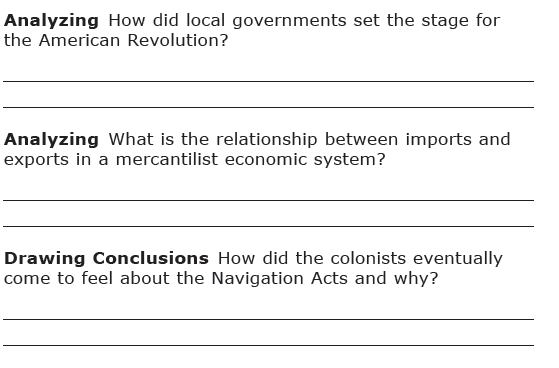 Analyzing How did local governments set the stage for
the American Revolution?
Analyzing What is the relationship between imports and
exports in a mercantilist economic system?
Drawing Conclusions How did the colonists eventually
come to feel about the Navigation Acts and why?